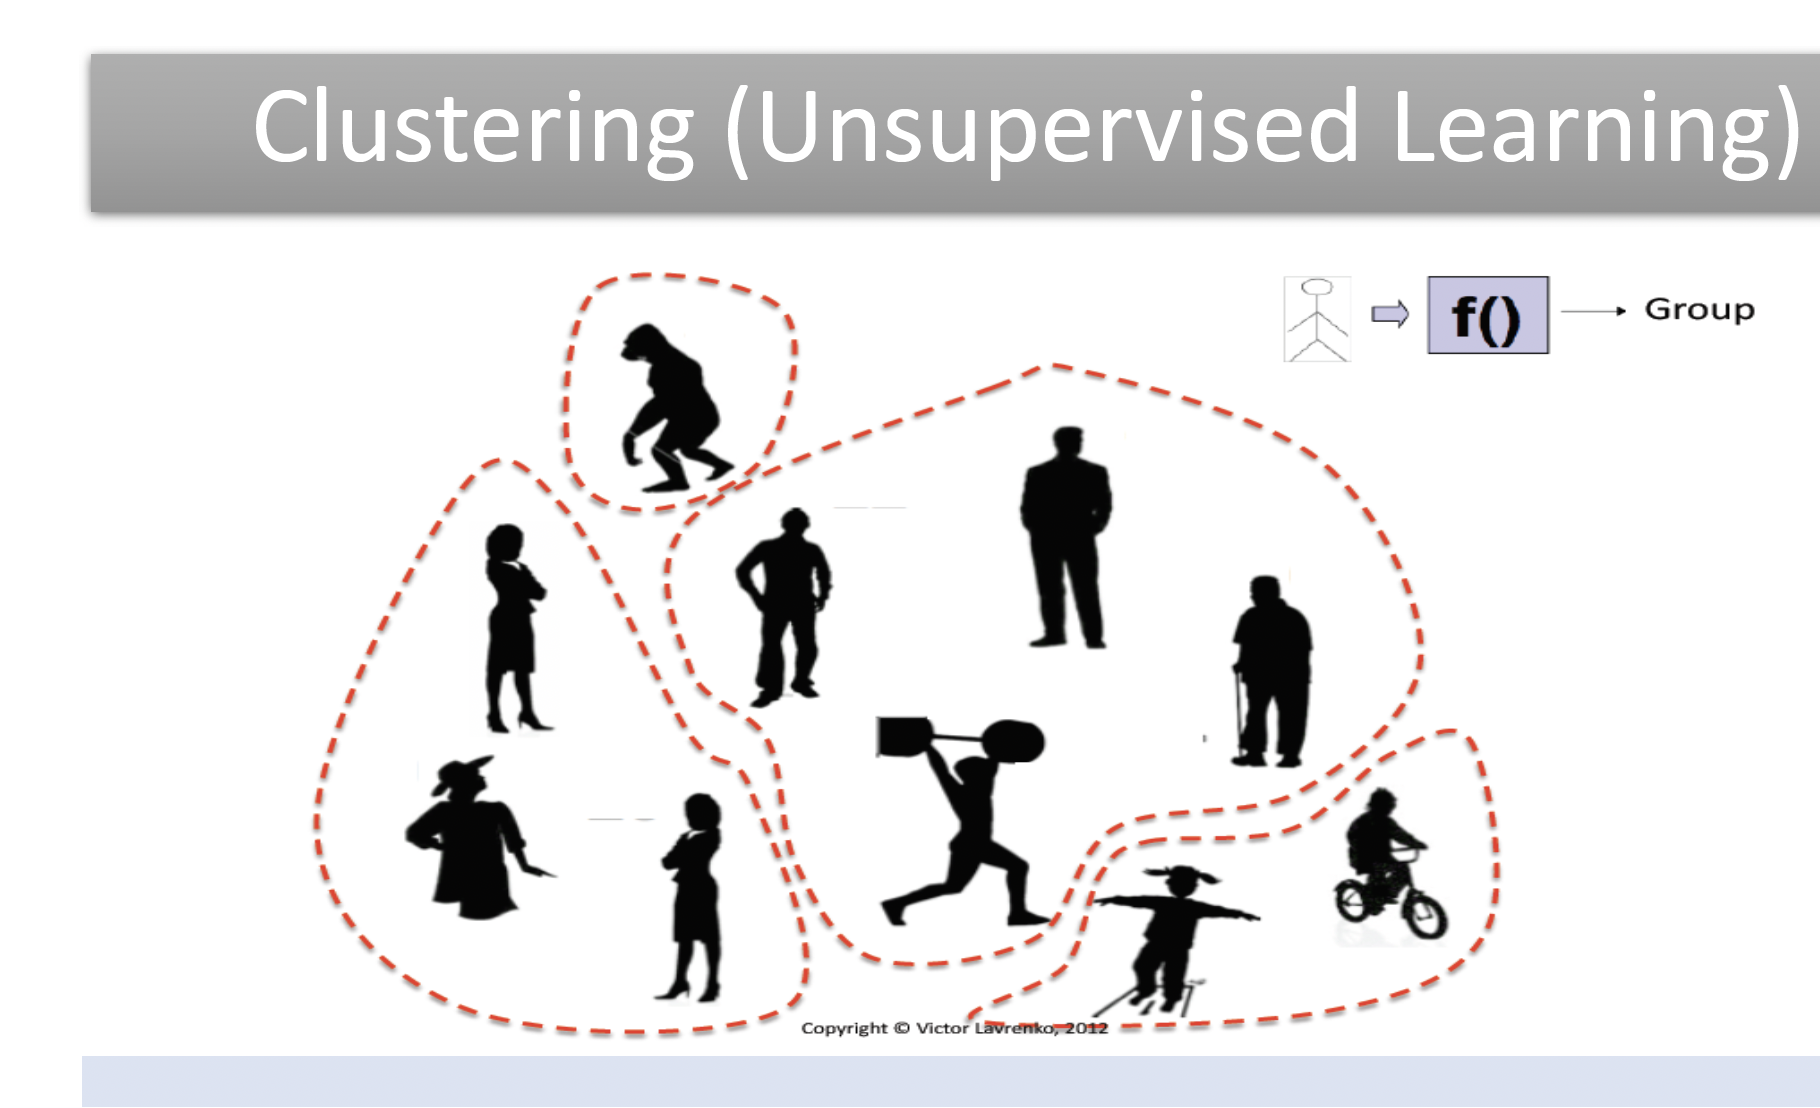 Clustering (Unsupervised Learning)
f()
Group
Copyright © Victor Lavrenko, 2012